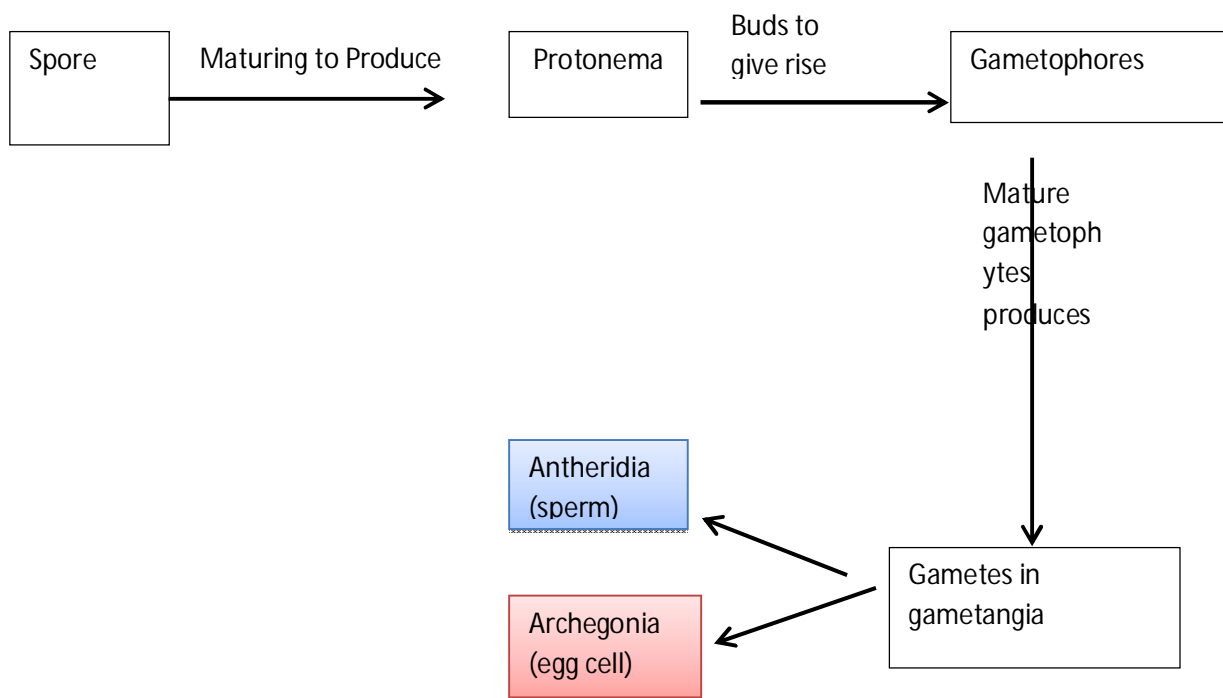 Spore
Maturing to Produce
Protonema
Buds to
give rise
Gametophores
Mature
gametoph
ytes
produces
Antheridia
(sperm)
Gametes in
gametangia
Archegonia
(egg cell)